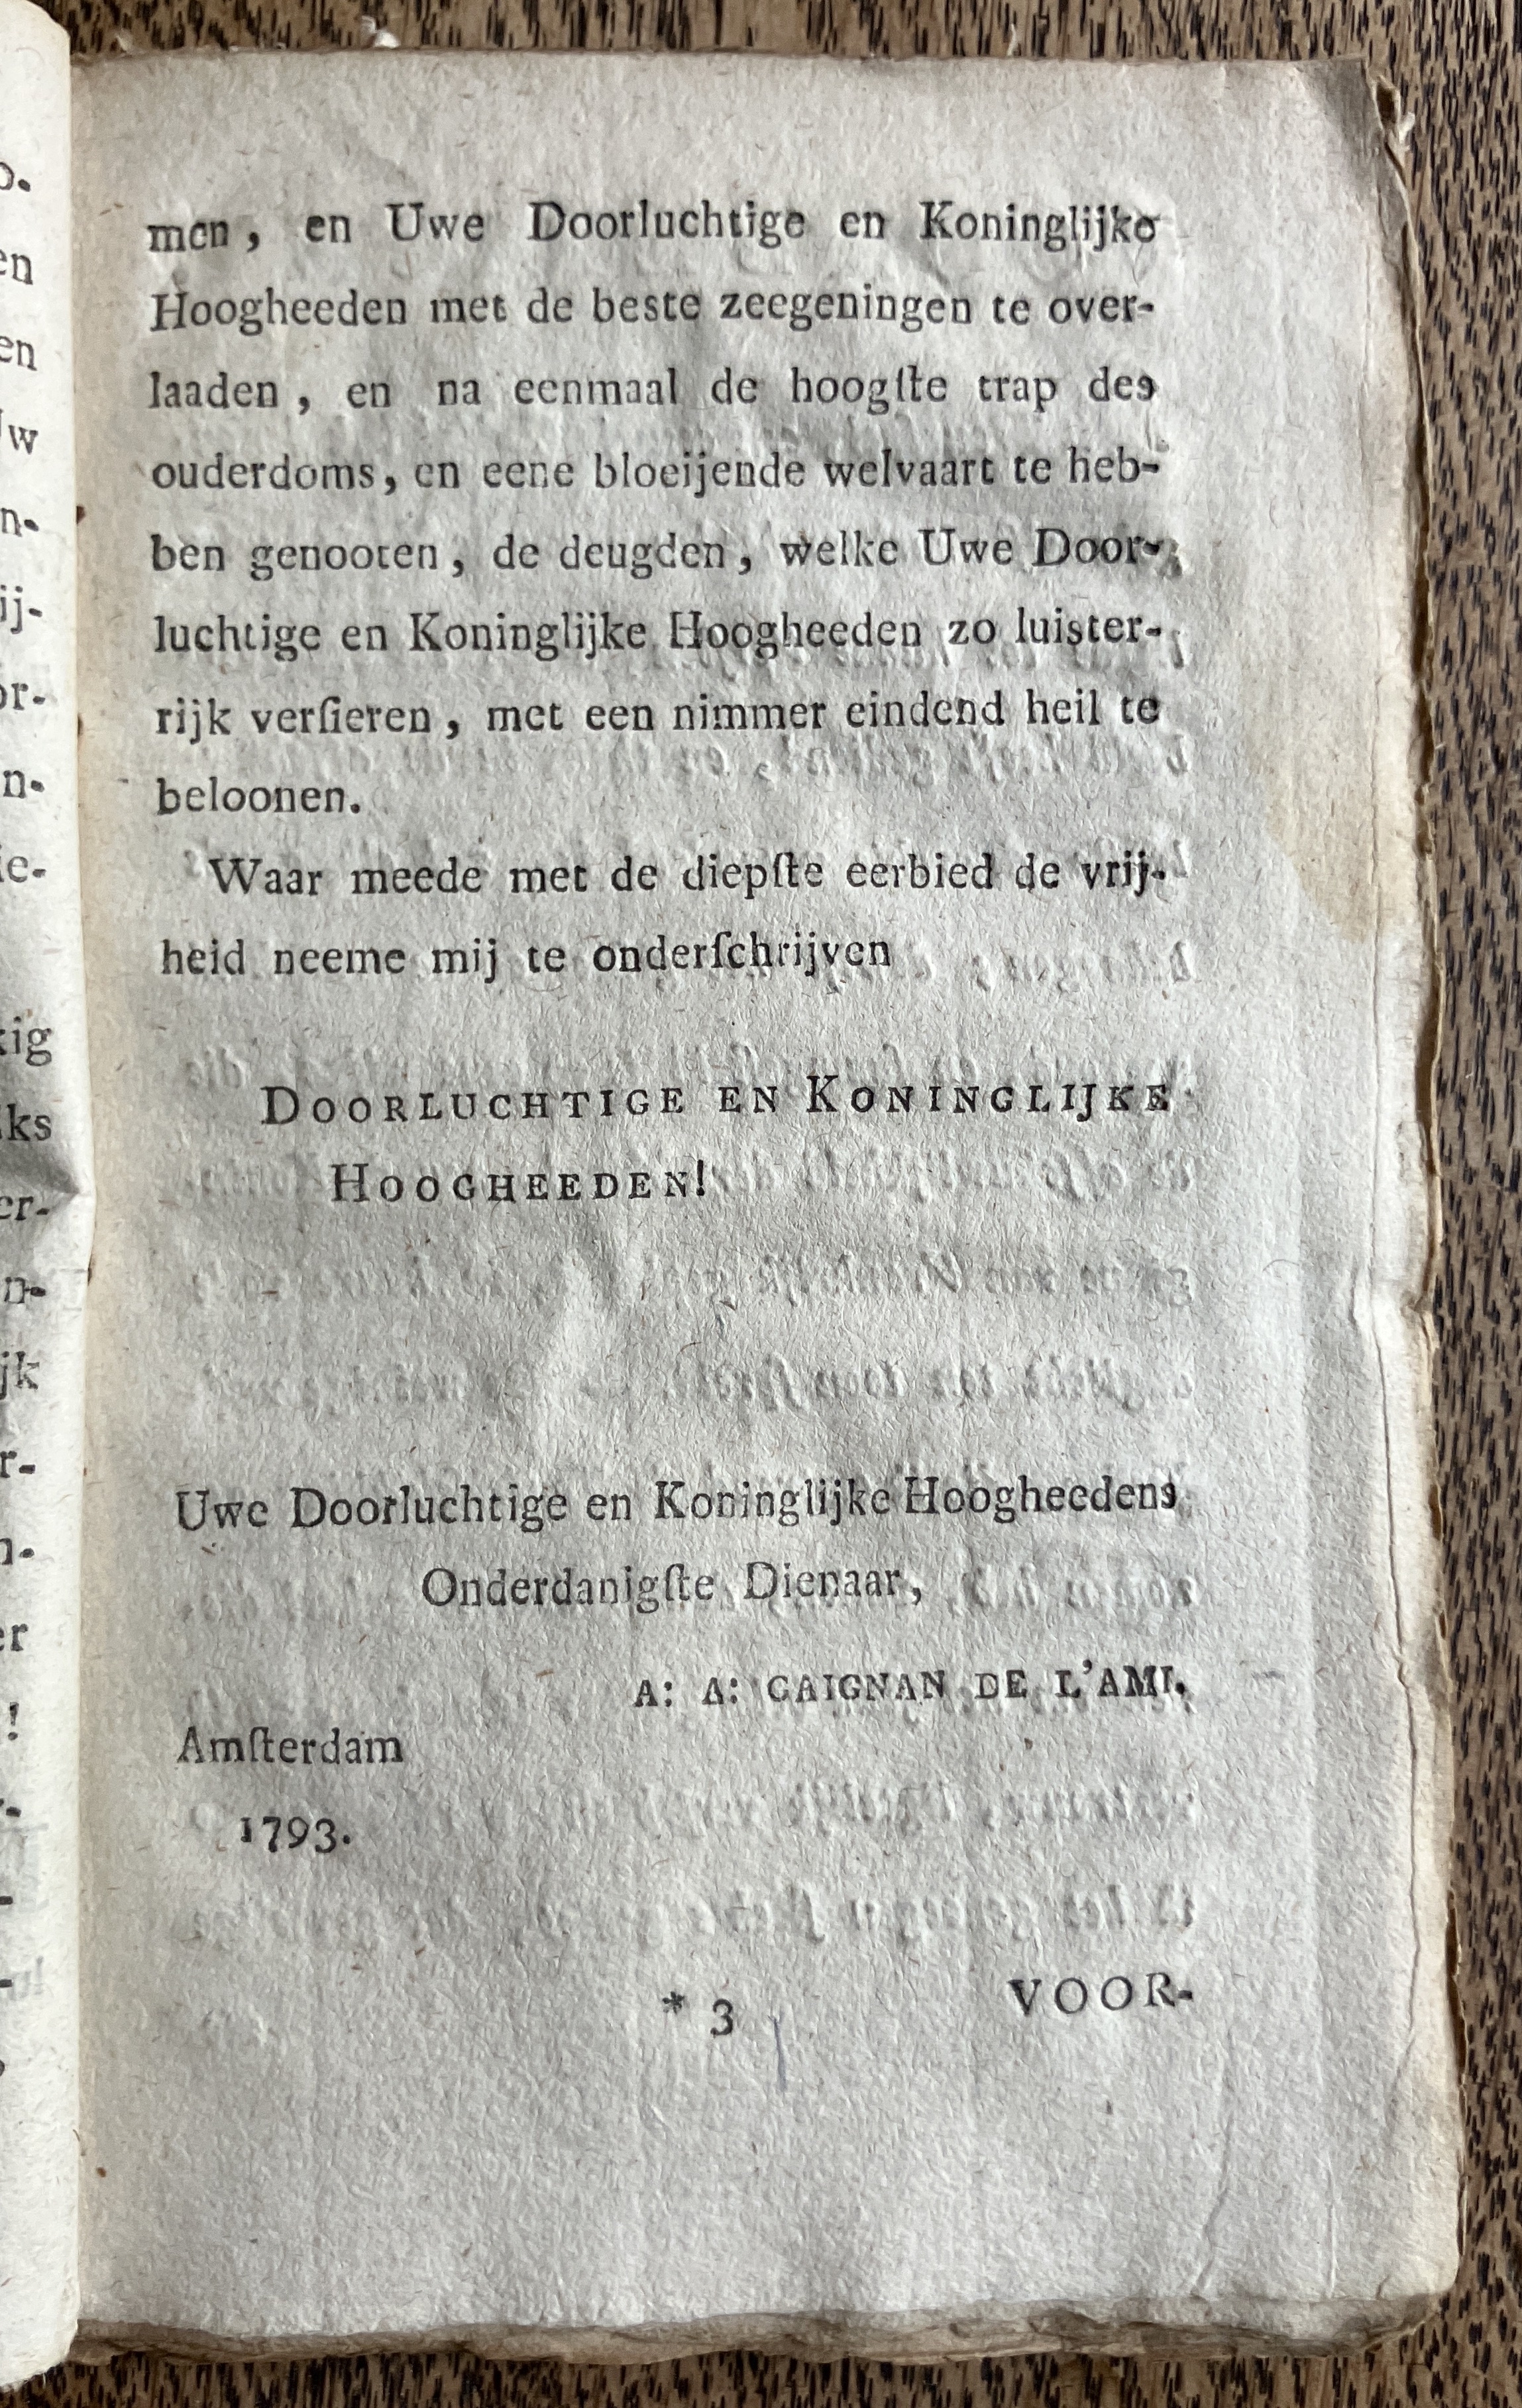 men, en Uwe Doorluchtige en Koninglijke
Hoogheeden met de beste zeegeningen te over-
laaden, en na eenmaal de hoogſte trap des
ouderdoms, en eene bloeijende welvaart te heb-
ben genooten, de deugden, welke Uwe Door-
luchtige en Koninglijke Hoogheeden zo luister-
rijk verſieren, met een nimmer eindend heil te
beloonen.
Waar meede met de diepſte eerbied de vrij-
heid neeme mij te onderſchrijven
DOORLUCHTIGE EN KONINGLIJKE
HOOGHEEDEN!
Uwe Doorluchtige en Koninglijke Hoogheedens
Onderdanigſte Dienaar,
A: A: GAIGNAN DE L'AMI.
Amſterdam
1793.
* 3 VOOR-